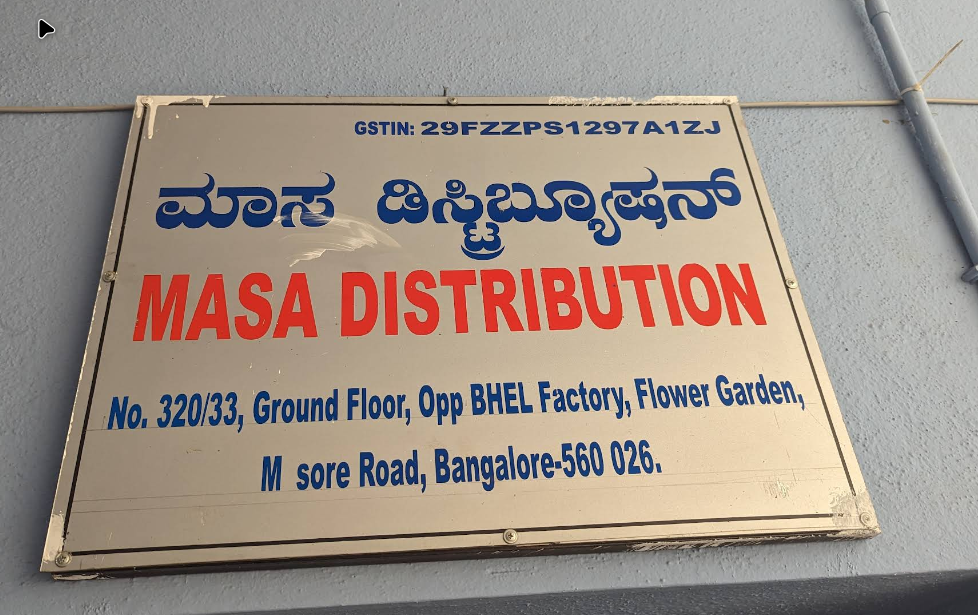 GSTIN: 29FZZPS1297A1ZJ
ಮಾಸ ಡಿಸ್ಟ್ರಿಬ್ಯೂಷನ್
MASA DISTRIBUTION
No. 320/33, Ground Floor, Opp BHEL Factory, Flower Garden,
M sore Road, Bangalore-560 026.